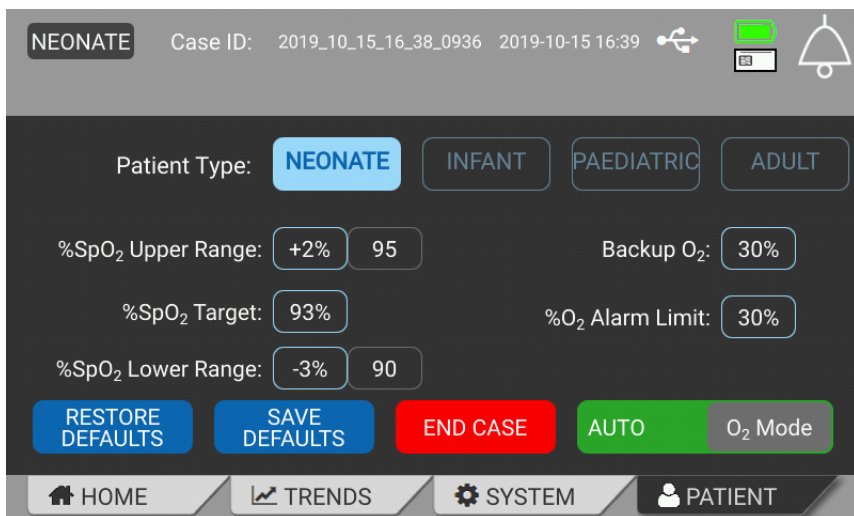 NEONATE Case ID: 2019_10_15_16_38_0936 2019-10-15 16:39
Patient Type: NEONATE INFANT PAEDIATRIC ADULT
%SpO₂ Upper Range: +2% 95 Backup O₂: 30%
%SpO₂ Target: 93% %O₂ Alarm Limit: 30%
%SpO₂ Lower Range: -3% 90
RESTORE DEFAULTS SAVE DEFAULTS END CASE AUTO O₂ Mode
HOME TRENDS SYSTEM PATIENT